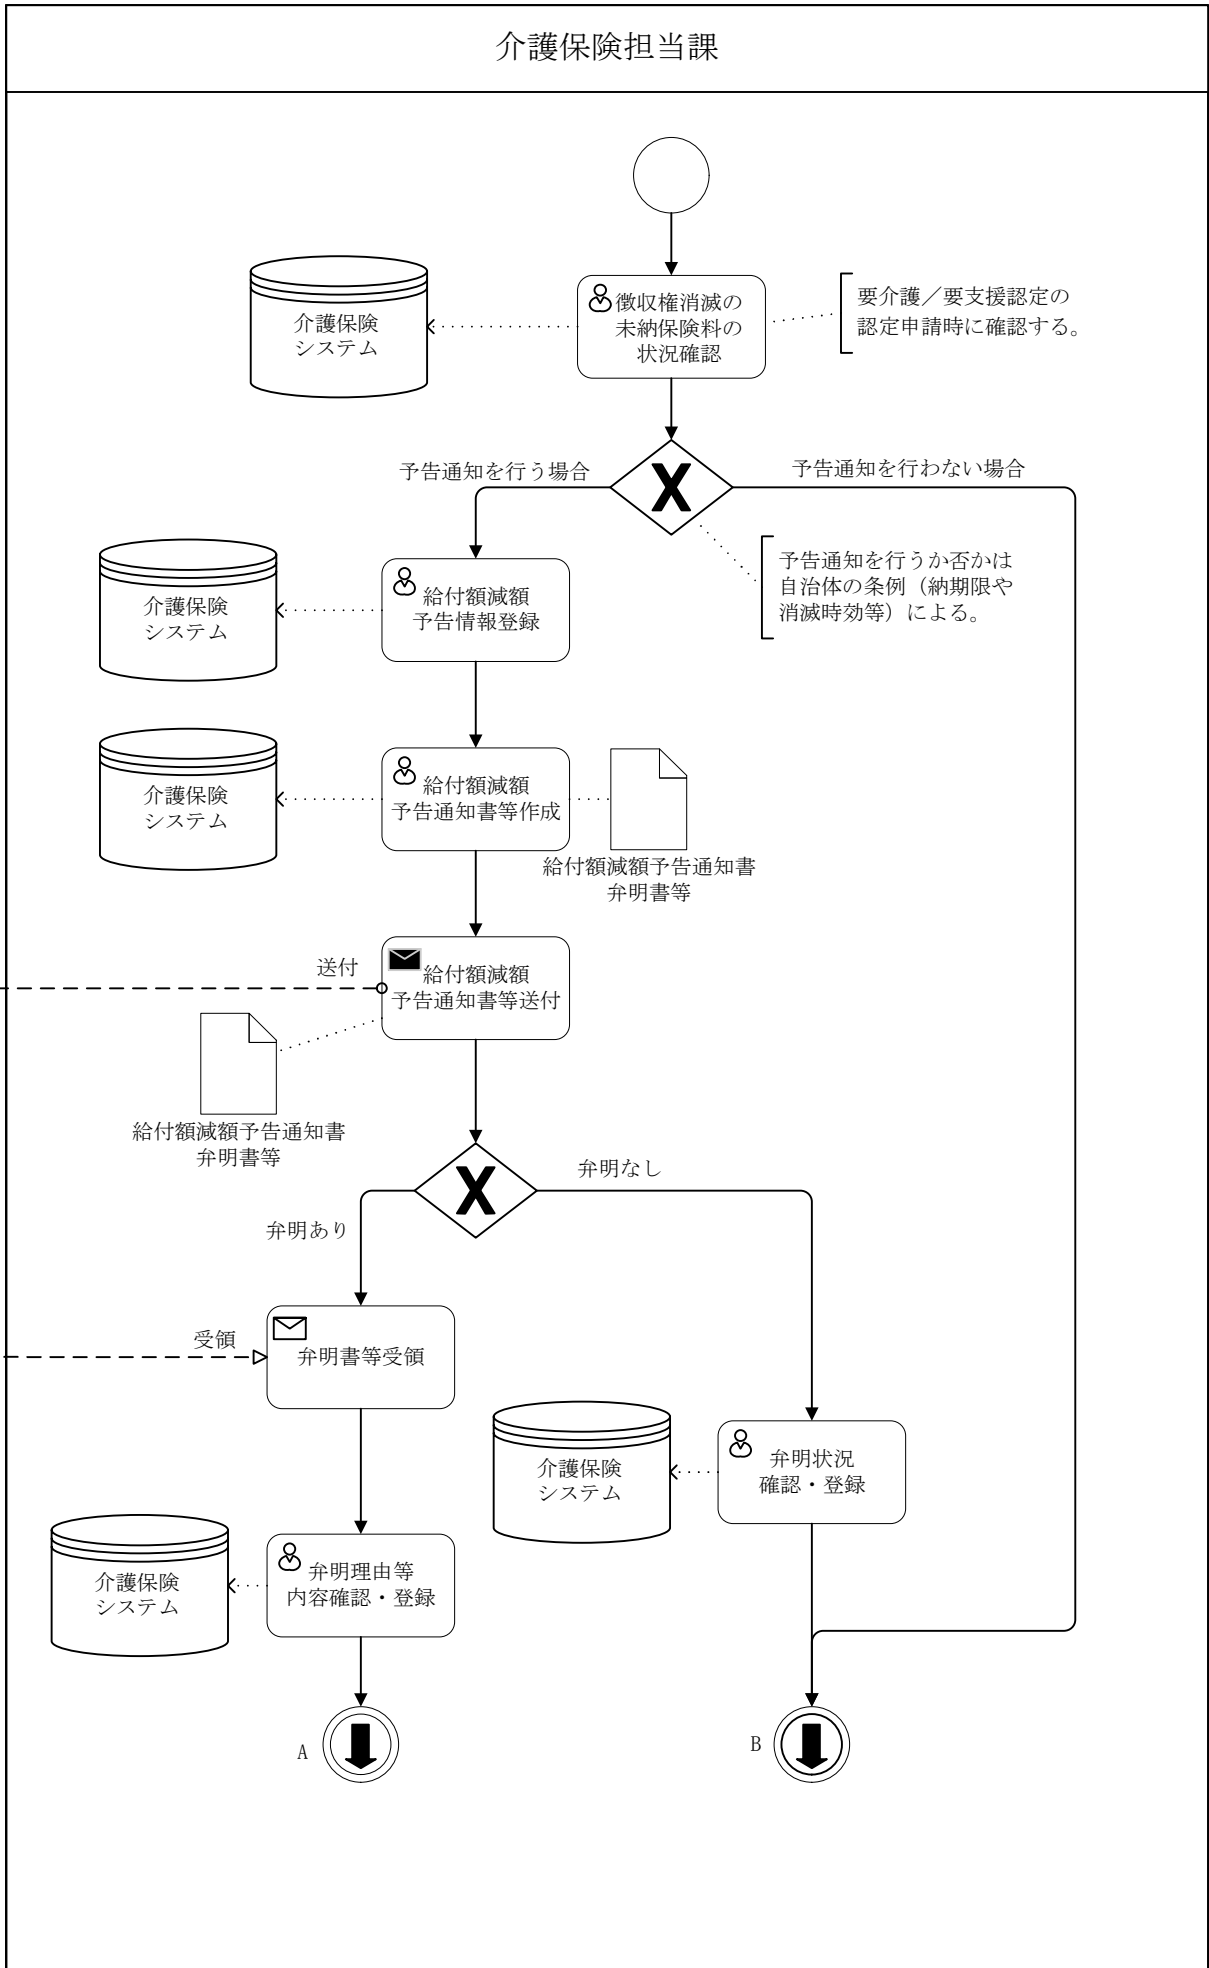 介護保険担当課
介護保険
システム
徴収権消滅の
未納保険料の
状況確認
要介護／要支援認定の
認定申請時に確認する。
予告通知を行う場合
予告通知を行わない場合
予告通知を行うか否かは
自治体の条例（納期限や
消滅時効等）による。
介護保険
システム
給付額減額
予告情報登録
介護保険
システム
給付額減額
予告通知書等作成
給付額減額予告通知書
弁明書等
送付
給付額減額
予告通知書等送付
給付額減額予告通知書
弁明書等
弁明なし
弁明あり
受領
弁明書等受領
介護保険
システム
弁明状況
確認・登録
介護保険
システム
弁明理由等
内容確認・登録
A
B